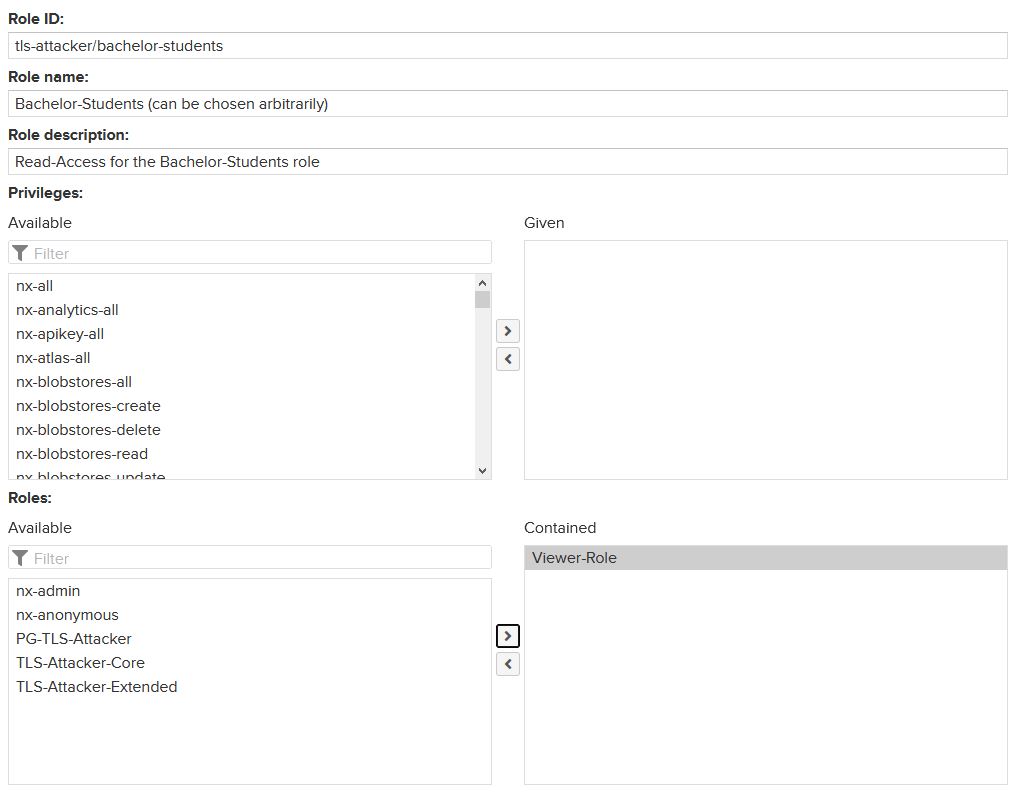 Role ID:
tls-attacker/bachelor-students
Role name:
Bachelor-Students (can be chosen arbitrarily)
Role description:
Read-Access for the Bachelor-Students role
Privileges:
Available
Filter
nx-all
nx-analytics-all
nx-apikey-all
nx-atlas-all
nx-blobstores-all
nx-blobstores-create
nx-blobstores-delete
nx-blobstores-read
nx-blobstores-update
Given
Roles:
Available
Filter
nx-admin
nx-anonymous
PG-TLS-Attacker
TLS-Attacker-Core
TLS-Attacker-Extended
Contained
Viewer-Role